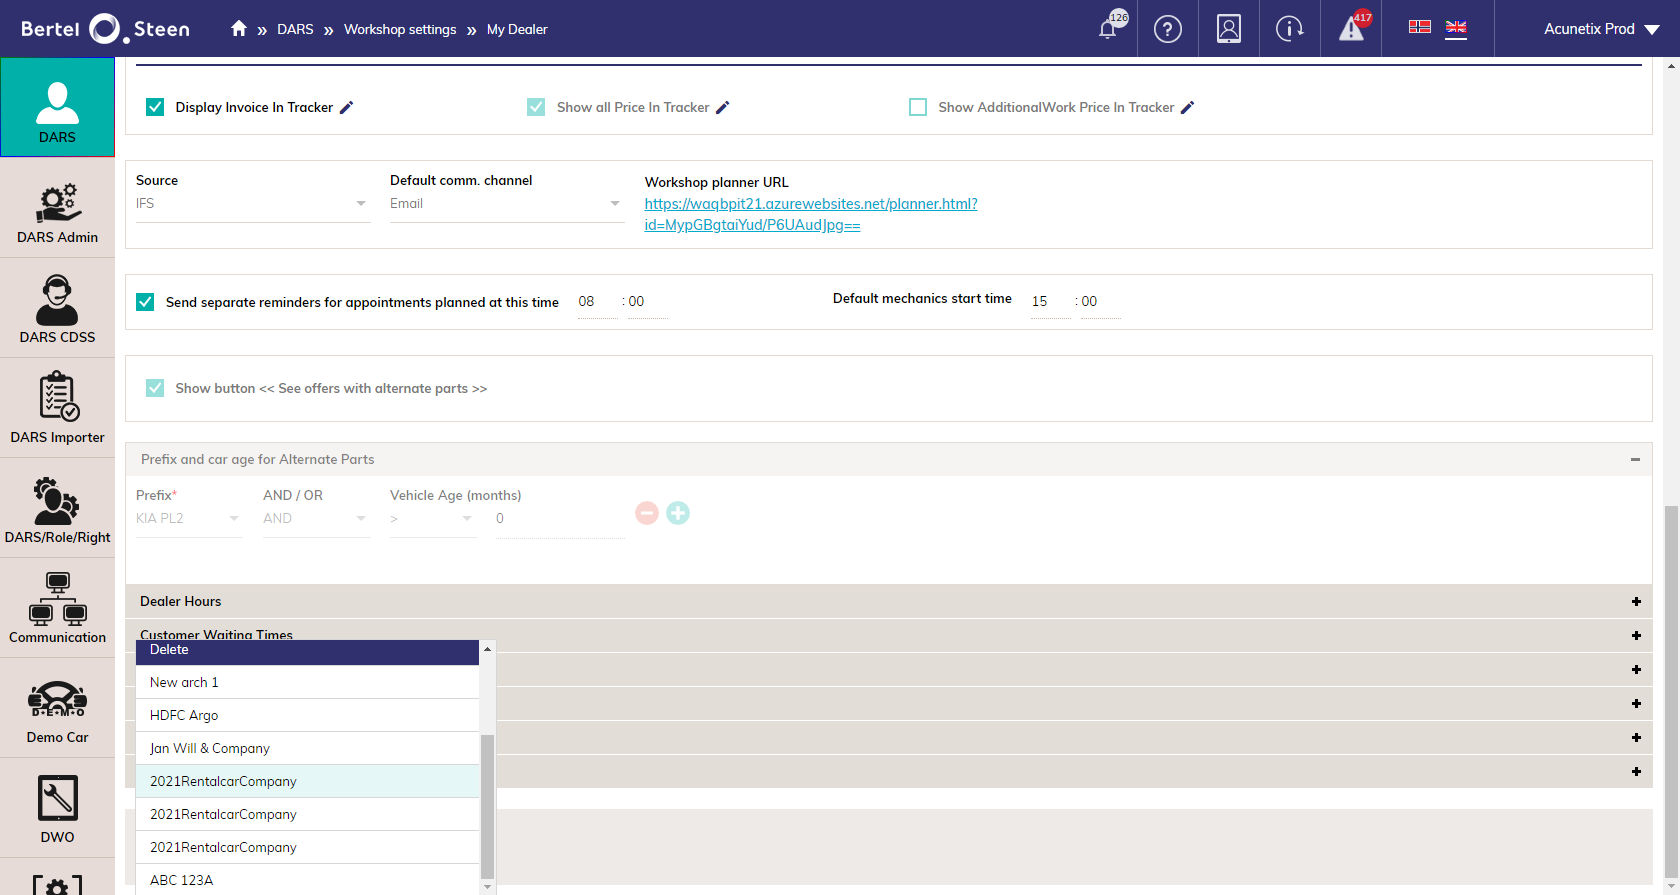 Bertel Steen
» DARS » Workshop settings » My Dealer
126
417
Acunetix Prod
DARS
DARS Admin
DARS CDSS
DARS Importer
DARS/Role/Right
Communication
D·E·M·O
Demo Car
DWO
Display Invoice In Tracker
Show all Price In Tracker
Show AdditionalWork Price In Tracker
Source
IFS
Default comm. channel
Email
Workshop planner URL
https://waqbpit21.azurewebsites.net/planner.html?
id=MypGBgtaiYud/P6UAudJpg==
Send separate reminders for appointments planned at this time 08 : 00
Default mechanics start time 15 : 00
Show button << See offers with alternate parts >>
Prefix and car age for Alternate Parts
Prefix*
KIA PL2
AND / OR
AND
Vehicle Age (months)
> 0
Dealer Hours
Customer Waiting Times
Delete
New arch 1
HDFC Argo
Jan Will & Company
2021RentalcarCompany
2021RentalcarCompany
2021RentalcarCompany
ABC 123A